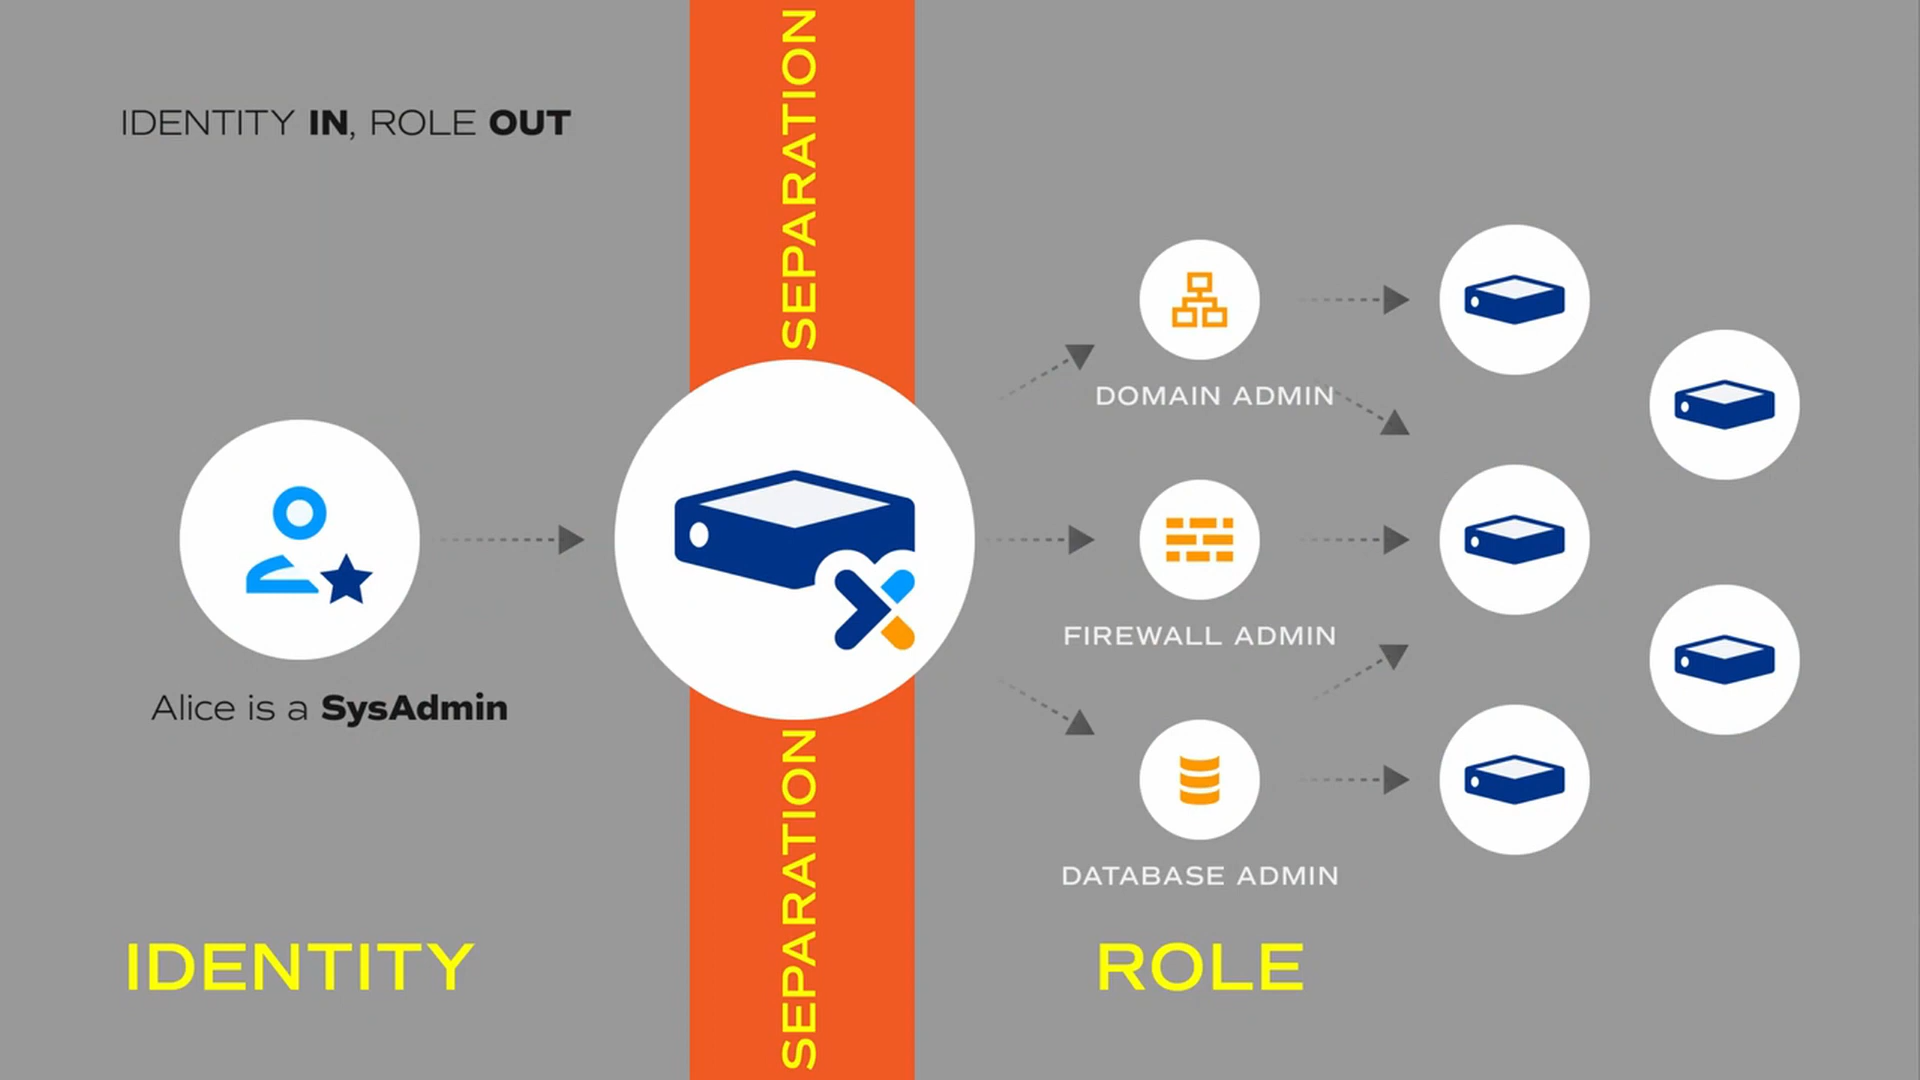 IDENTITY IN, ROLE OUT
SEPARATION
DOMAIN ADMIN
FIREWALL ADMIN
Alice is a SysAdmin
SEPARATION
DATABASE ADMIN
IDENTITY
ROLE